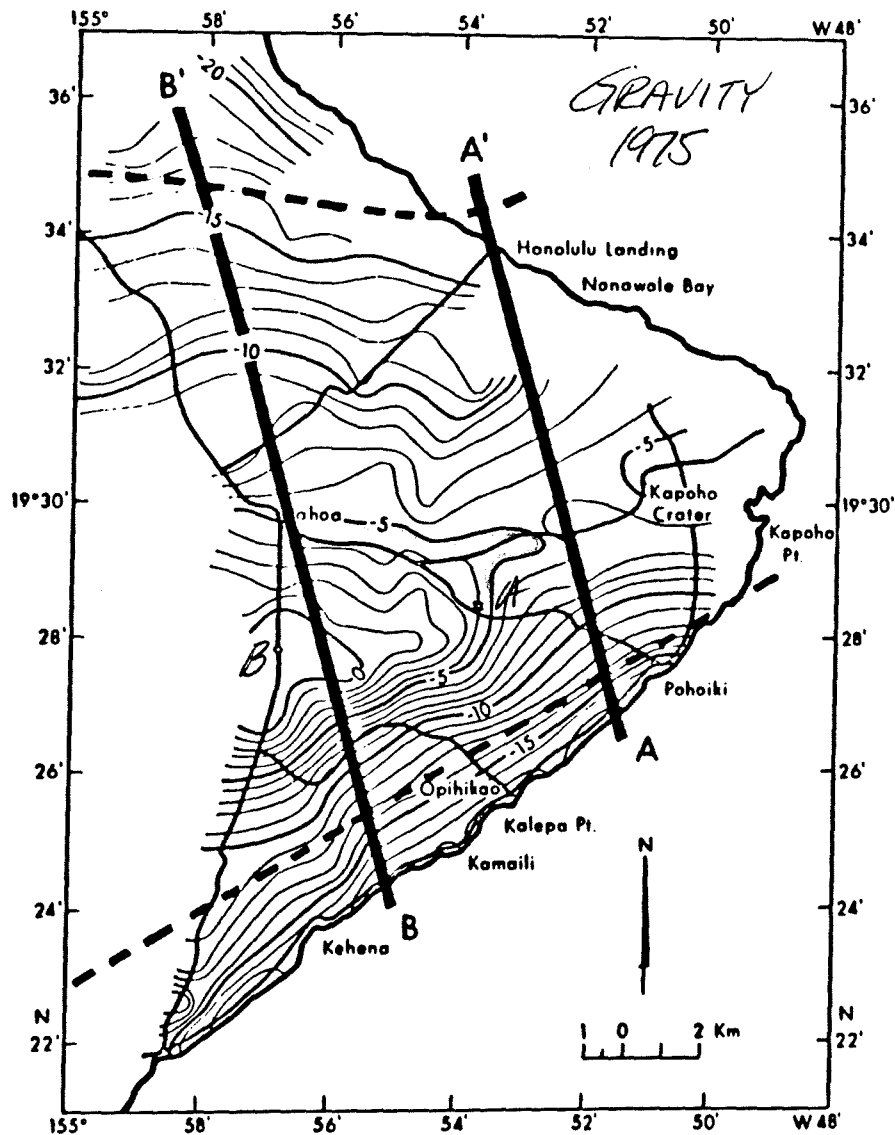 155° 58' 56' 54' 52' 50' W 48'
GRAVITY
1975
36' 36'
B' A'
-20
-15
34' 34'
Honolulu Landing
Nanawale Bay
-10
32' 32'
-5
Kapoho
Crater
19°30' 19°30'
ahoa -5
Kapoho
Pt.
28' 28'
B
0
-5
Pohoiki
-10
-15
A
26' 26'
Opihikao
Kalepa Pt.
Kamaili
N
24' 24'
B
Kehena
N N
22' 22'
1 0 2 Km
155° 58' 56' 54' 52' 50' W 48'